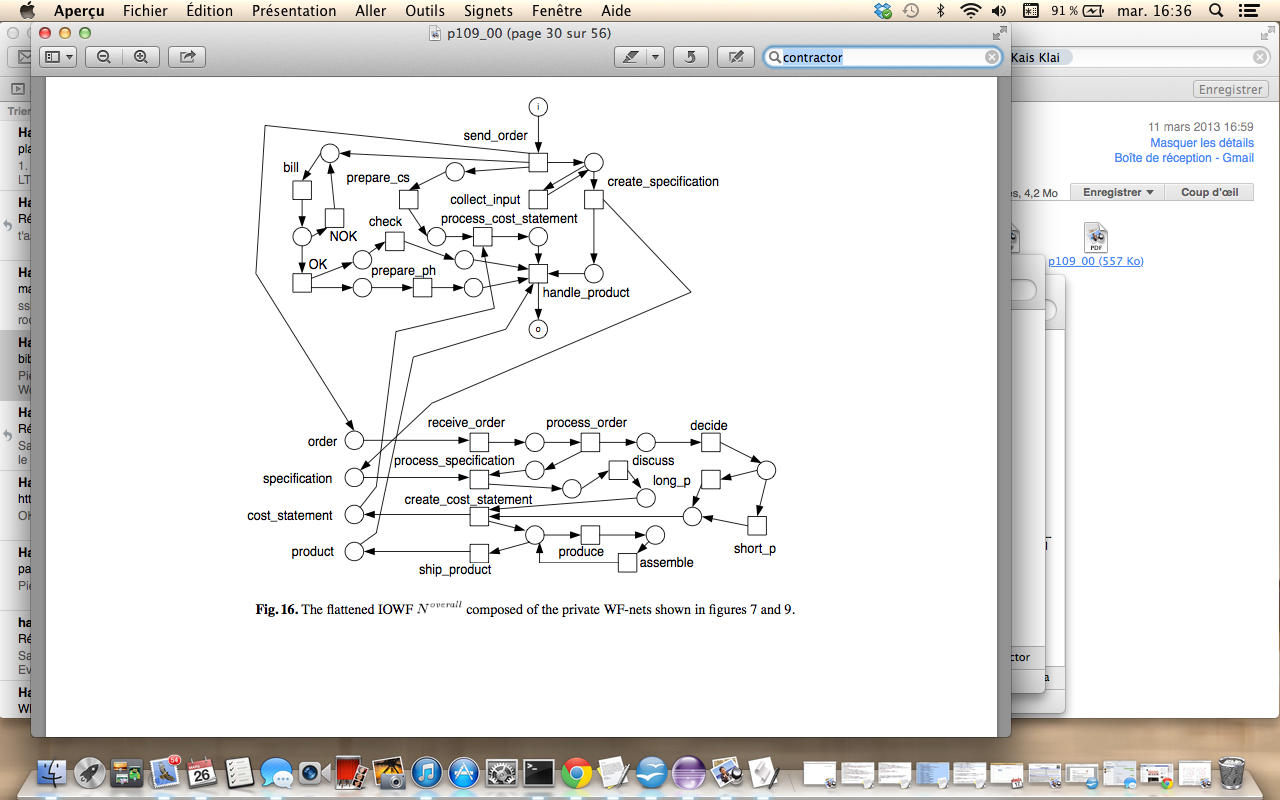 Aperçu Fichier Édition Présentation Aller Outils Signets Fenêtre Aide 91 % mar. 16:36
p109_00 (page 30 sur 56)
contractor
Kais Klai
Enregistrer
Trier
11 mars 2013 16:59
Masquer les détails
Boîte de réception - Gmail
s, 4,2 Mo Enregistrer Coup d'œil
PDF
p109_00 (557 Ko)
i
send_order
bill
prepare_cs
create_specification
collect_input
check
process_cost_statement
NOK
OK
prepare_ph
handle_product
o
receive_order
process_order
decide
order
process_specification
discuss
specification
long_p
create_cost_statement
cost_statement
short_p
product
produce
ship_product
assemble
Fig. 16. The flattened IOWF N^overall composed of the private WF-nets shown in figures 7 and 9.
ctor
54
26